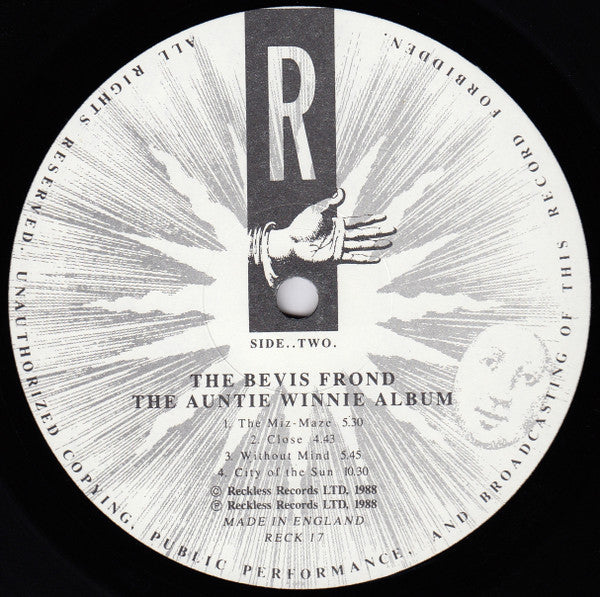 R
SIDE..TWO.
THE BEVIS FROND
THE AUNTIE WINNIE ALBUM
1. The Miz-Maze 5.30
2. Close 4.43
3. Without Mind 5.45
4. City of the Sun 10.30
© Reckless Records LTD, 1988
℗ Reckless Records LTD, 1988
MADE IN ENGLAND
RECK 17
ALL RIGHTS RESERVED. UNAUTHORIZED COPYING, PUBLIC PERFORMANCE, AND BROADCASTING OF THIS RECORD FORBIDDEN.